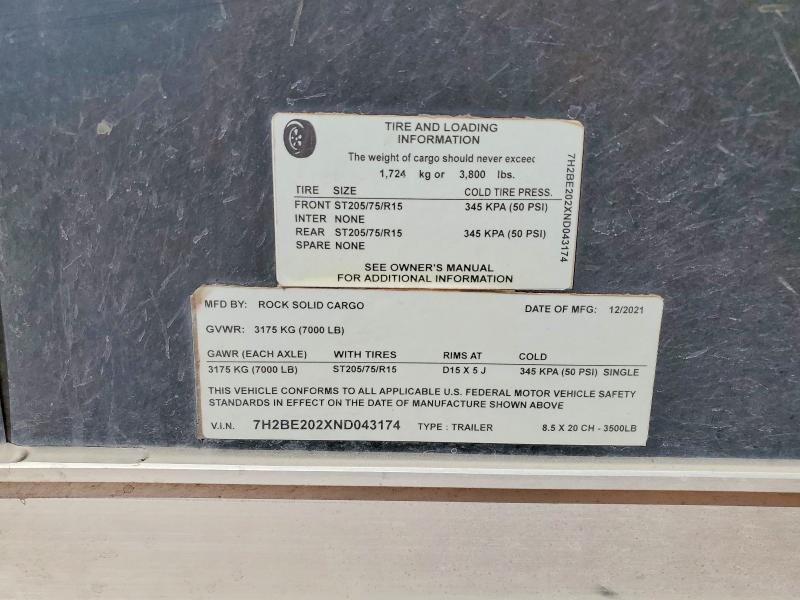 TIRE AND LOADING
INFORMATION
The weight of cargo should never exceed
1,724 kg or 3,800 lbs.
TIRE SIZE COLD TIRE PRESS.
FRONT ST205/75/R15 345 KPA (50 PSI)
INTER NONE
REAR ST205/75/R15 345 KPA (50 PSI)
SPARE NONE
SEE OWNER'S MANUAL
FOR ADDITIONAL INFORMATION
7H2BE202XND043174
MFD BY: ROCK SOLID CARGO DATE OF MFG: 12/2021
GVWR: 3175 KG (7000 LB)
GAWR (EACH AXLE) WITH TIRES RIMS AT COLD
3175 KG (7000 LB) ST205/75/R15 D15 X 5 J 345 KPA (50 PSI) SINGLE
THIS VEHICLE CONFORMS TO ALL APPLICABLE U.S. FEDERAL MOTOR VEHICLE SAFETY
STANDARDS IN EFFECT ON THE DATE OF MANUFACTURE SHOWN ABOVE
V.I.N. 7H2BE202XND043174 TYPE : TRAILER 8.5 X 20 CH - 3500LB